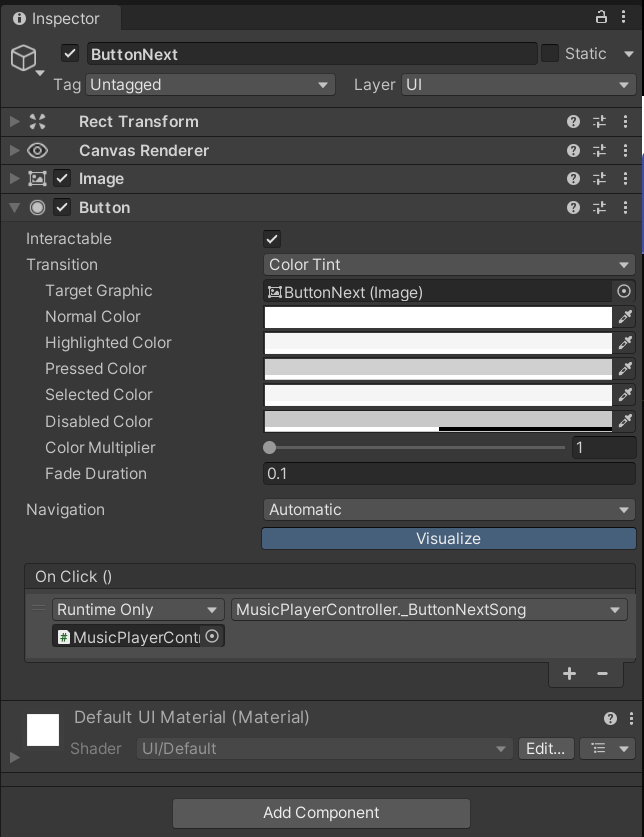 Inspector
ButtonNext
Static
Tag Untagged Layer UI
Rect Transform
Canvas Renderer
Image
Button
Interactable
Transition Color Tint
Target Graphic ButtonNext (Image)
Normal Color
Highlighted Color
Pressed Color
Selected Color
Disabled Color
Color Multiplier 1
Fade Duration 0.1
Navigation Automatic
Visualize
On Click ()
Runtime Only MusicPlayerController._ButtonNextSong
MusicPlayerContr
Default UI Material (Material)
Shader UI/Default Edit...
Add Component